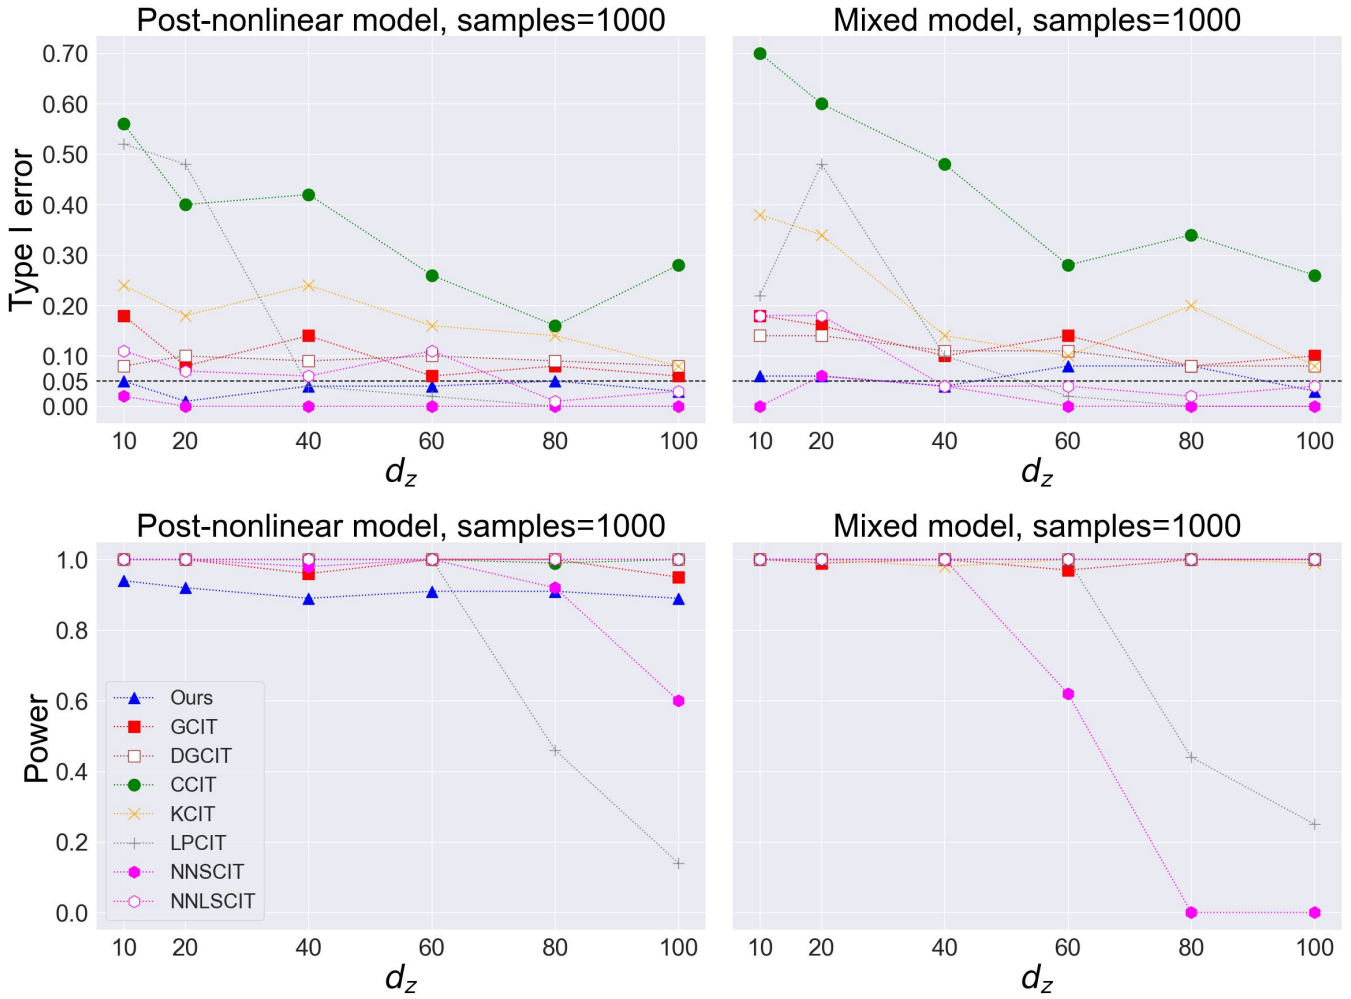 Post-nonlinear model, samples=1000
Type I error
0.70
0.60
0.50
0.40
0.30
0.20
0.10
0.05
0.00
10 20 40 60 80 100
d_z
Mixed model, samples=1000
10 20 40 60 80 100
d_z
Post-nonlinear model, samples=1000
Power
1.0
0.8
0.6
0.4
0.2
0.0
Ours
GCIT
DGCIT
CCIT
KCIT
LPCIT
NNSCIT
NNLSCIT
10 20 40 60 80 100
d_z
Mixed model, samples=1000
10 20 40 60 80 100
d_z